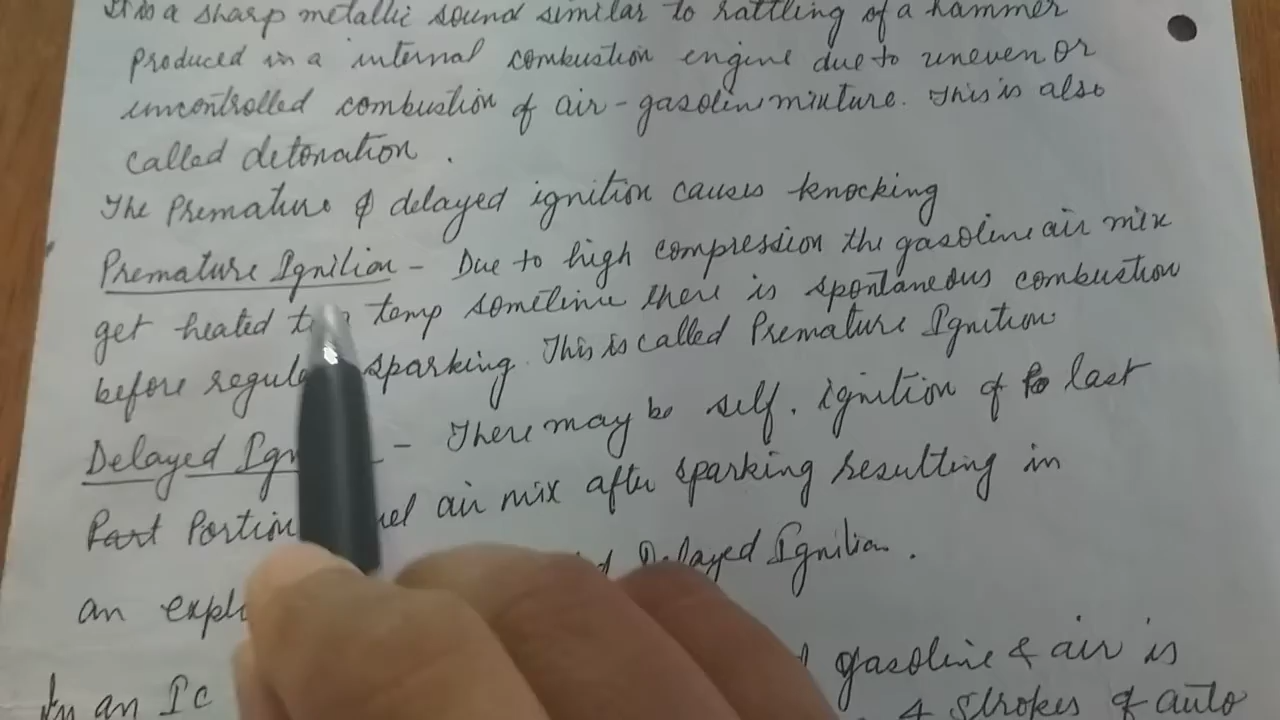 It is a sharp metallic sound similar to rattling of a hammer
Produced in a internal combustion engine due to uneven or
uncontrolled combustion of air-gasolin mixture. This is also
called detonation.
The Premature & delayed ignition causes knocking
Premature Ignition - Due to high compression the gasoline air mix
get heated temp sometime there is spontaneous combustion
before sparking. This is called Premature Ignition
Delayed - There may be self. ignition of last
Part Portion air mix after sparking resulting in
an Delayed Ignition.
In an Ic gasoline & air is
4 strokes of auto